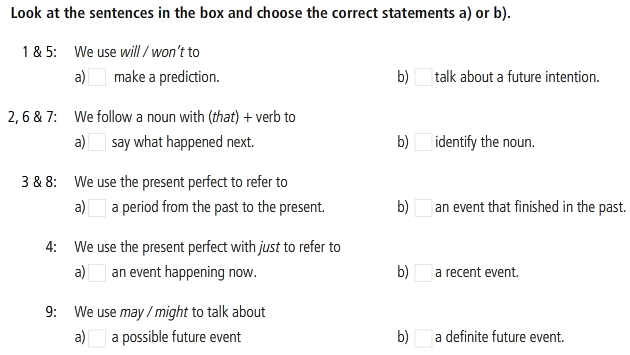 Look at the sentences in the box and choose the correct statements a) or b).
1 & 5: We use will / won't to
a) make a prediction. b) talk about a future intention.
2, 6 & 7: We follow a noun with (that) + verb to
a) say what happened next. b) identify the noun.
3 & 8: We use the present perfect to refer to
a) a period from the past to the present. b) an event that finished in the past.
4: We use the present perfect with just to refer to
a) an event happening now. b) a recent event.
9: We use may / might to talk about
a) a possible future event b) a definite future event.